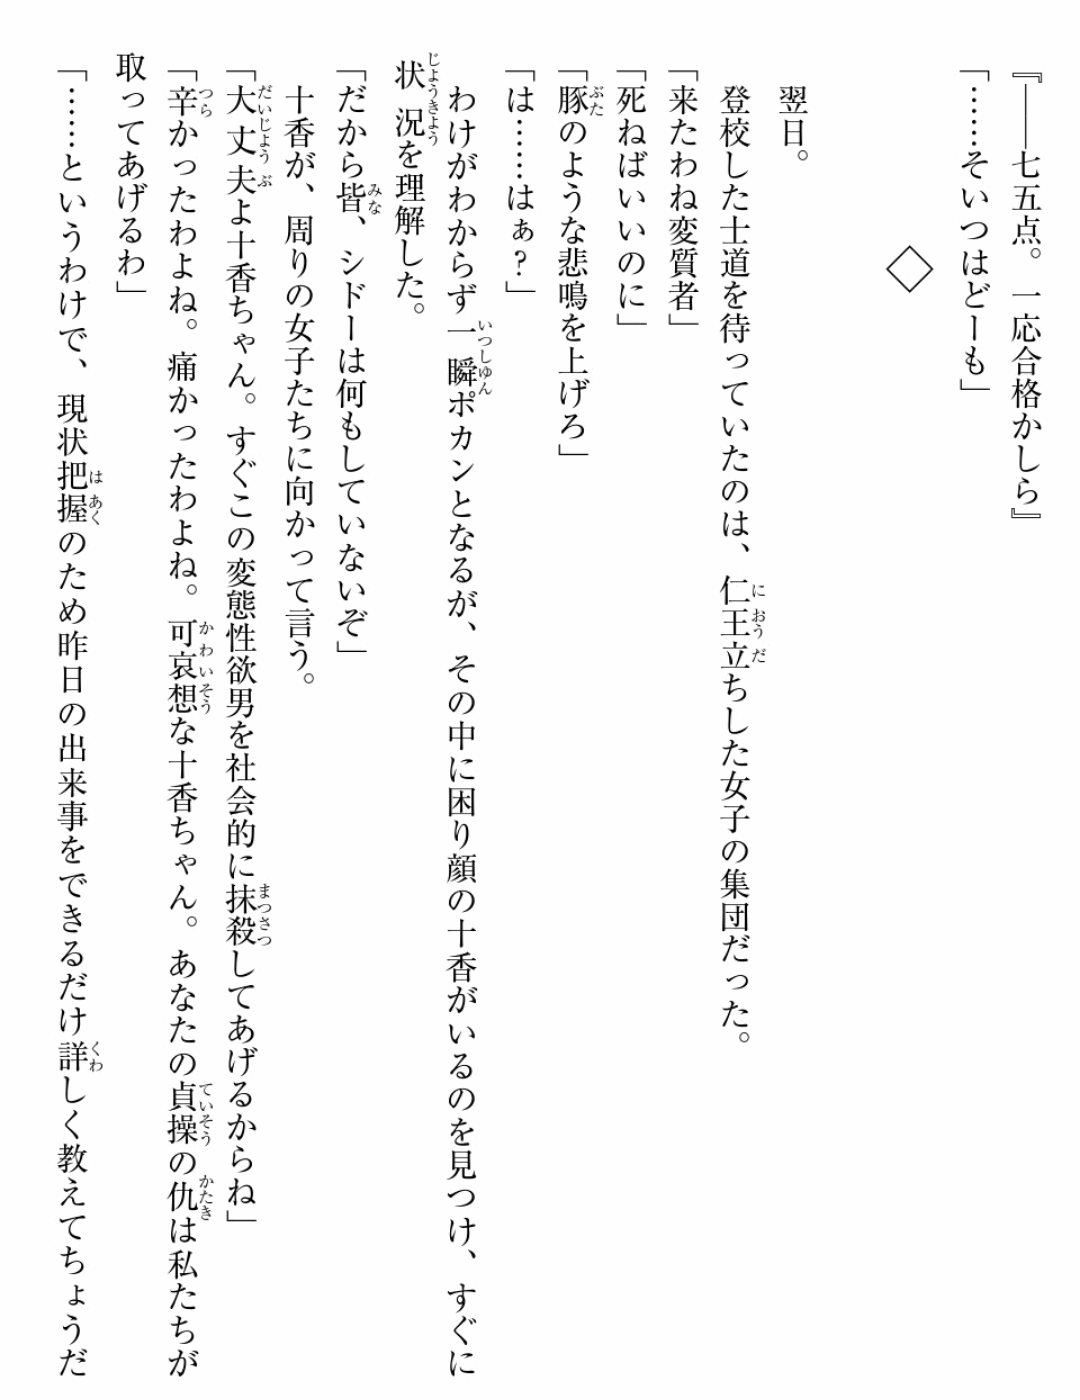 『――七五点。一応合格かしら』
「……そいつはどーも」
◇
翌日。
登校した士道を待っていたのは、仁王立ちした女子の集団だった。
「来たわね変質者」
「死ねばいいのに」
「豚のような悲鳴を上げろ」
「は……はぁ？」
わけがわからず一瞬ポカンとなるが、その中に困り顔の十香がいるのを見つけ、すぐに
状況を理解した。
「だから皆、シドーは何もしていないぞ」
十香が、周りの女子たちに向かって言う。
「大丈夫よ十香ちゃん。すぐこの変態性欲男を社会的に抹殺してあげるからね」
「辛かったわよね。痛かったわよね。可哀想な十香ちゃん。あなたの貞操の仇は私たちが
取ってあげるわ」
「……というわけで、現状把握のため昨日の出来事をできるだけ詳しく教えてちょうだ